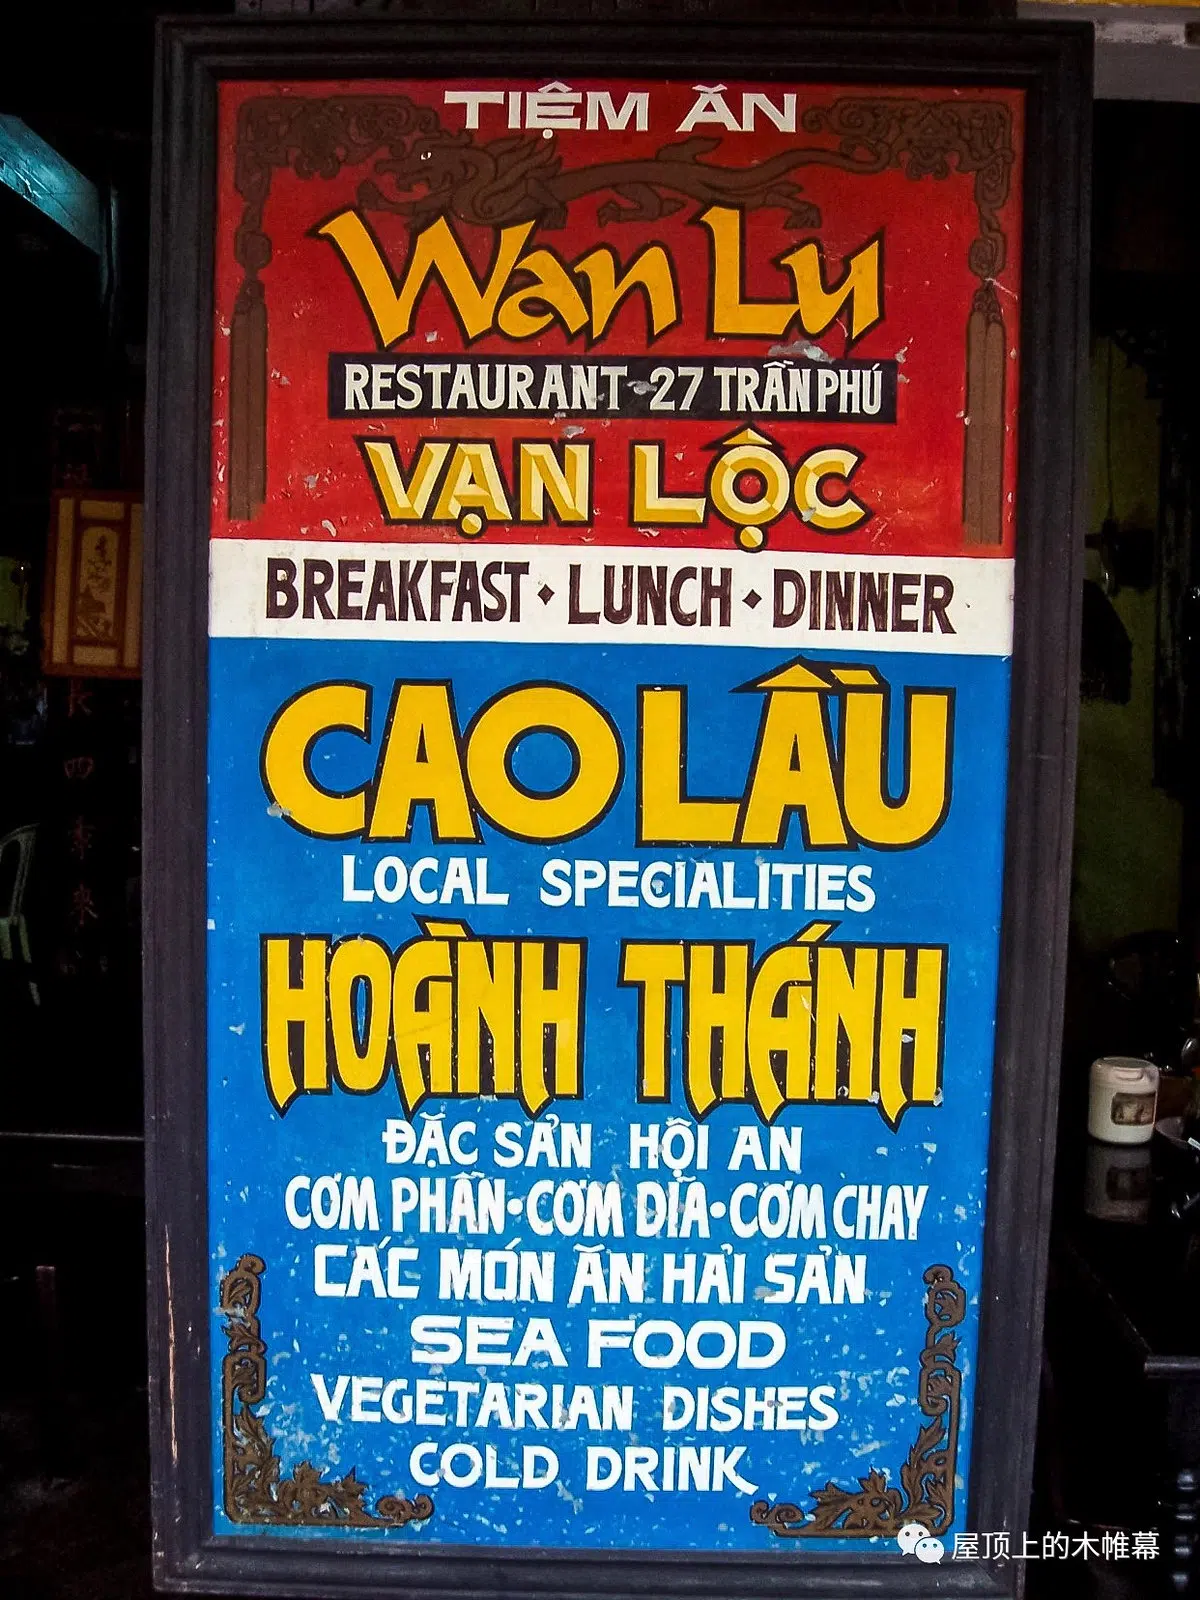 TIỆM ĂN
Wan Lu
RESTAURANT 27 TRẦN PHÚ
VẠN LỘC
BREAKFAST · LUNCH · DINNER
CAO LẦU
LOCAL SPECIALITIES
HOÀNH THÁNH
ĐẶC SẢN HỘI AN
CƠM PHẦN · CƠM DĨA · CƠM CHAY
CÁC MÓN ĂN HẢI SẢN
SEA FOOD
VEGETARIAN DISHES
COLD DRINK
屋顶上的木帷幕